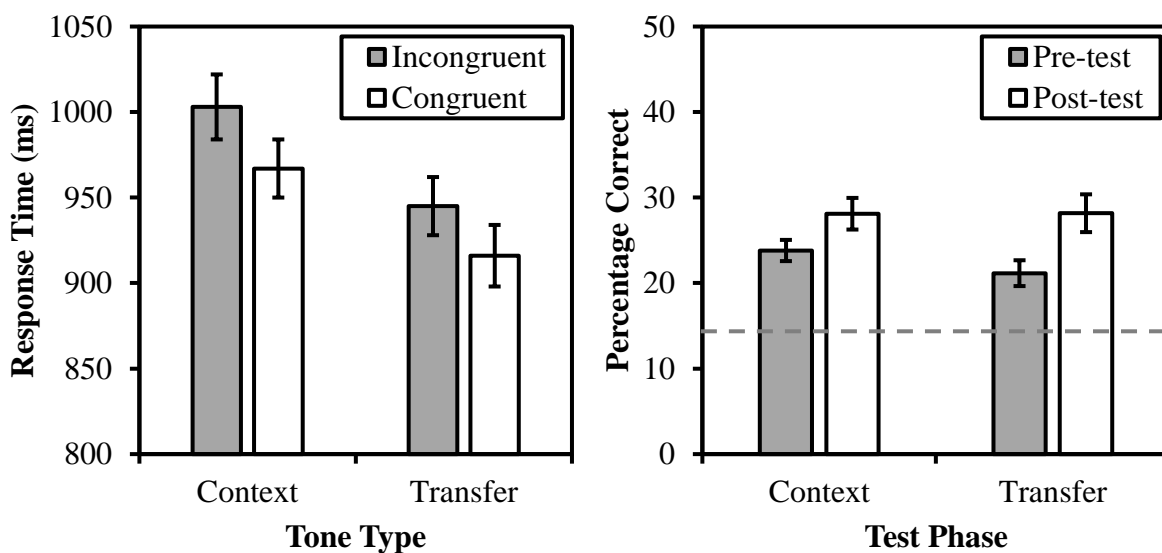 1050
1000
950
900
850
800
Response Time (ms)
Incongruent
Congruent
Context
Transfer
Tone Type
50
40
30
20
10
0
Percentage Correct
Pre-test
Post-test
Context
Transfer
Test Phase